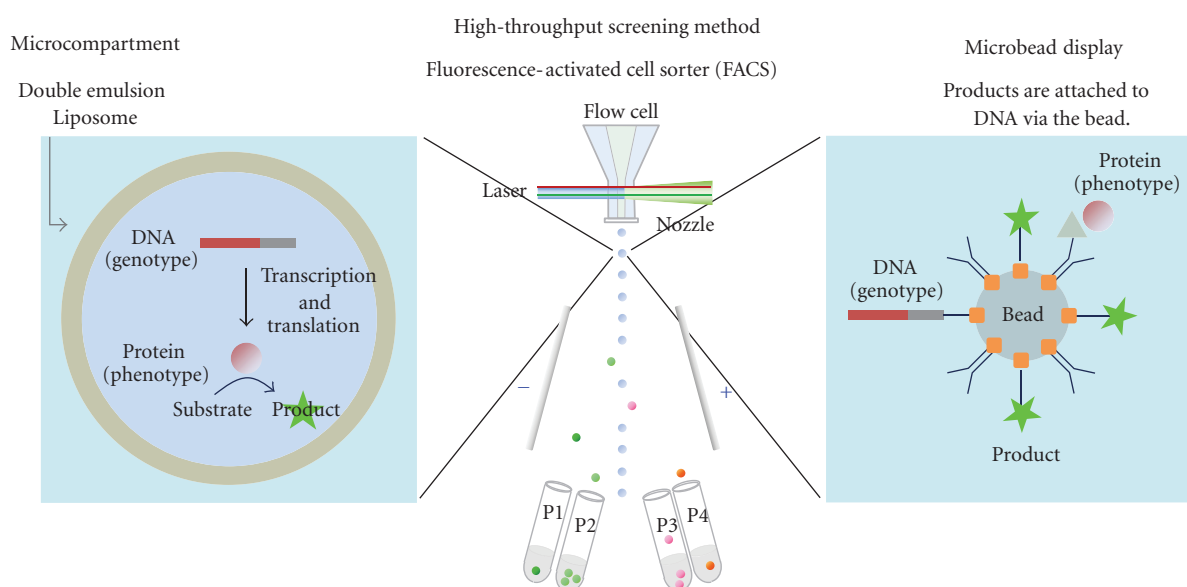 Microcompartment
Double emulsion
Liposome
DNA
(genotype)
Transcription
and
translation
Protein
(phenotype)
Substrate
Product
High-throughput screening method
Fluorescence-activated cell sorter (FACS)
Flow cell
Laser
Nozzle
−
+
P1
P2
P3
P4
Microbead display
Products are attached to
DNA via the bead.
Protein
(phenotype)
DNA
(genotype)
Bead
Product